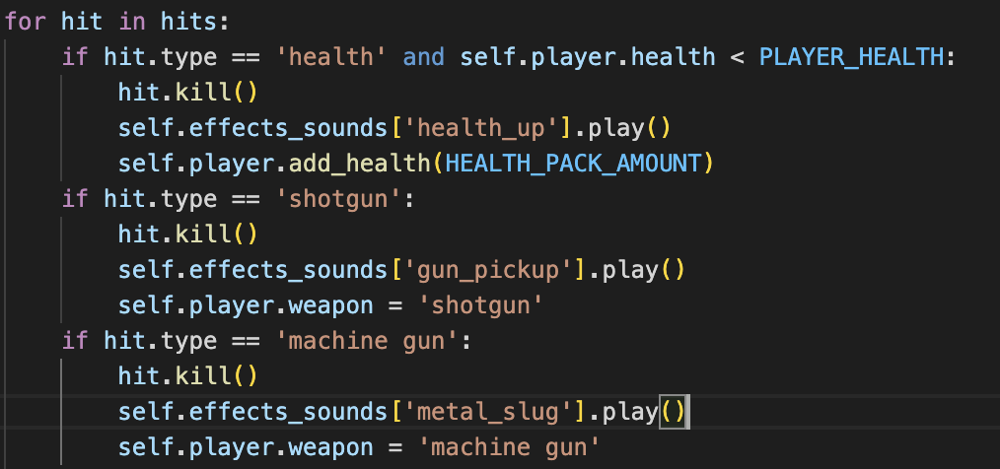 for hit in hits:
    if hit.type == 'health' and self.player.health < PLAYER_HEALTH:
        hit.kill()
        self.effects_sounds['health_up'].play()
        self.player.add_health(HEALTH_PACK_AMOUNT)
    if hit.type == 'shotgun':
        hit.kill()
        self.effects_sounds['gun_pickup'].play()
        self.player.weapon = 'shotgun'
    if hit.type == 'machine gun':
        hit.kill()
        self.effects_sounds['metal_slug'].play()
        self.player.weapon = 'machine gun'